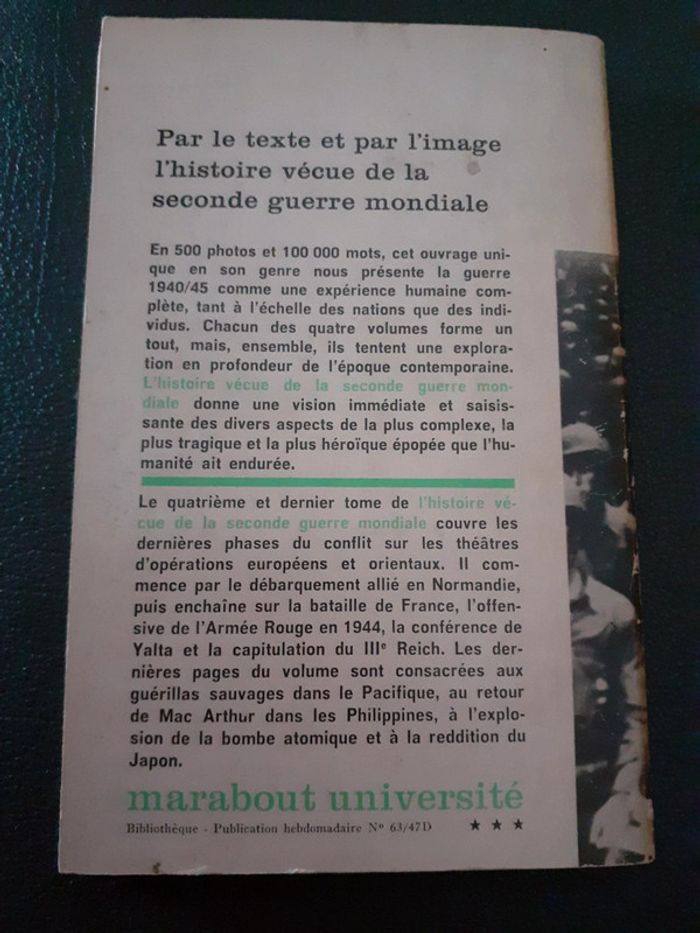 Par le texte et par l'image
l'histoire vécue de la
seconde guerre mondiale
En 500 photos et 100 000 mots, cet ouvrage uni-
que en son genre nous présente la guerre
1940/45 comme une expérience humaine com-
plète, tant à l'échelle des nations que des indi-
vidus. Chacun des quatre volumes forme un
tout, mais, ensemble, ils tentent une explora-
tion en profondeur de l'époque contemporaine.
L'histoire vécue de la seconde guerre mon-
diale donne une vision immédiate et saisis-
sante des divers aspects de la plus complexe, la
plus tragique et la plus héroïque épopée que l'hu-
manité ait endurée.
Le quatrième et dernier tome de l'histoire vé-
cue de la seconde guerre mondiale couvre les
dernières phases du conflit sur les théâtres
d'opérations européens et orientaux. Il com-
mence par le débarquement allié en Normandie,
puis enchaîne sur la bataille de France, l'offen-
sive de l'Armée Rouge en 1944, la conférence de
Yalta et la capitulation du IIIe Reich. Les der-
nières pages du volume sont consacrées aux
guérillas sauvages dans le Pacifique, au retour
de Mac Arthur dans les Philippines, à l'explo-
sion de la bombe atomique et à la reddition du
Japon.
marabout université
Bibliothèque - Publication hebdomadaire Nº 63/47D ★ ★ ★